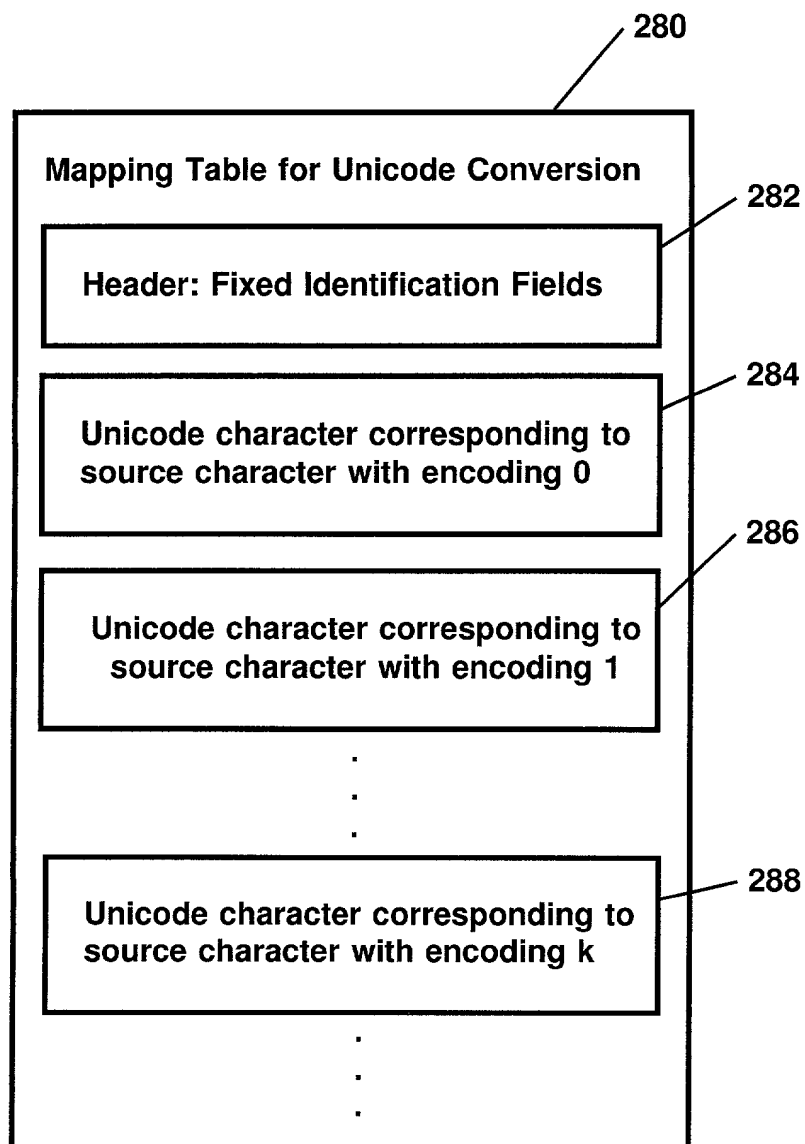 280
Mapping Table for Unicode Conversion
282
Header: Fixed Identification Fields
284
Unicode character corresponding to
source character with encoding 0
286
Unicode character corresponding to
source character with encoding 1
.
.
.
288
Unicode character corresponding to
source character with encoding k
.
.
.